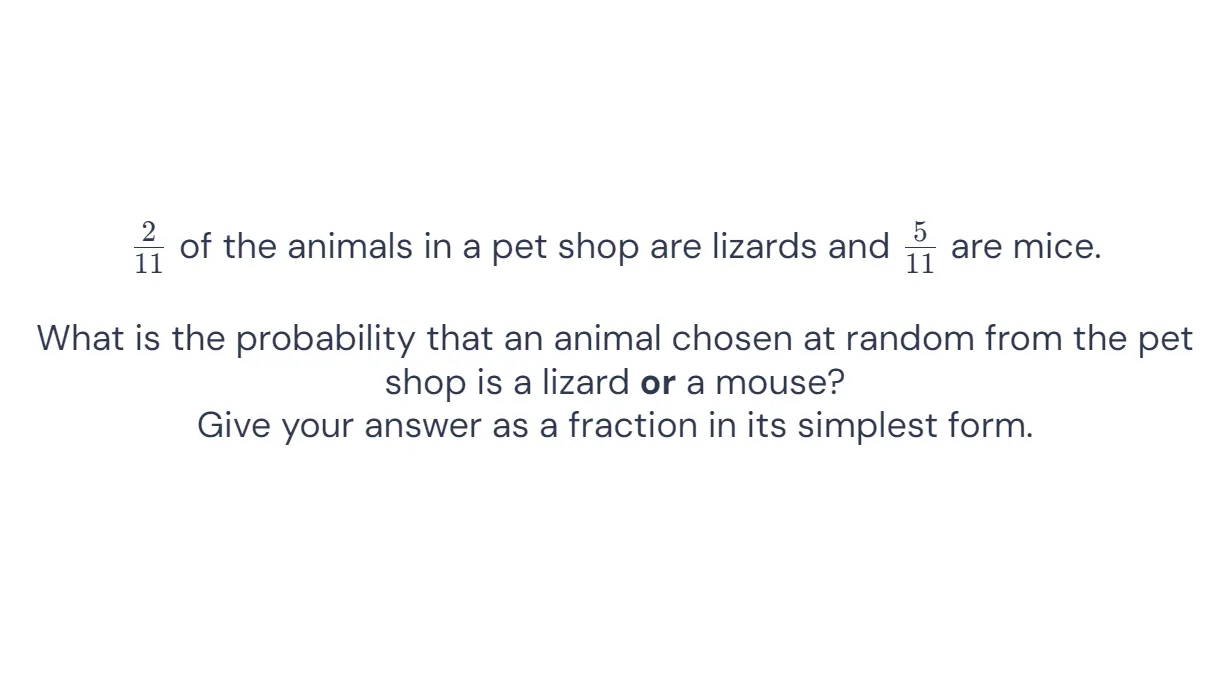 2/11 of the animals in a pet shop are lizards and 5/11 are mice.
What is the probability that an animal chosen at random from the pet
shop is a lizard or a mouse?
Give your answer as a fraction in its simplest form.